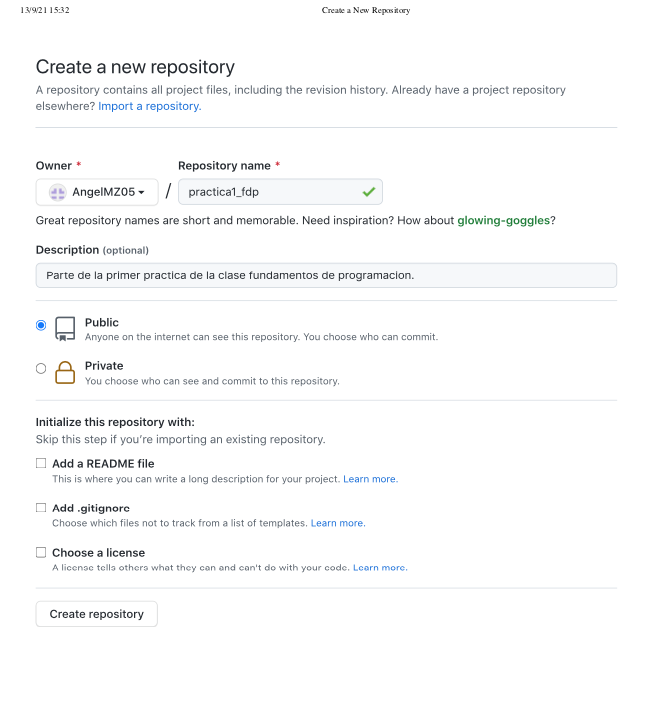 13/9/21 15:32
Create a New Repository
Create a new repository
A repository contains all project files, including the revision history. Already have a project repository
elsewhere? Import a repository.
Owner * Repository name *
AngelMZ05 / practica1_fdp
Great repository names are short and memorable. Need inspiration? How about glowing-goggles?
Description (optional)
Parte de la primer practica de la clase fundamentos de programacion.
Public
Anyone on the internet can see this repository. You choose who can commit.
Private
You choose who can see and commit to this repository.
Initialize this repository with:
Skip this step if you're importing an existing repository.
Add a README file
This is where you can write a long description for your project. Learn more.
Add .gitignore
Choose which files not to track from a list of templates. Learn more.
Choose a license
A license tells others what they can and can't do with your code. Learn more.
Create repository